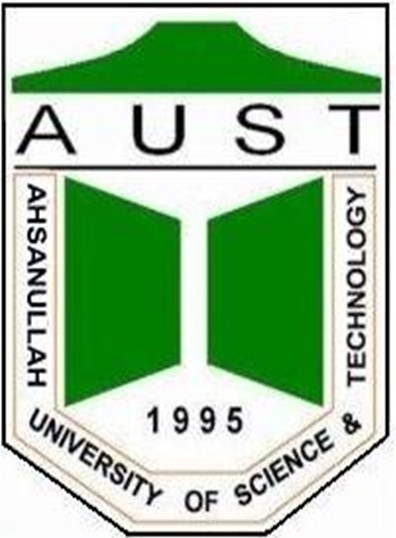 AUST
AHSANULLAH UNIVERSITY OF SCIENCE & TECHNOLOGY
1995